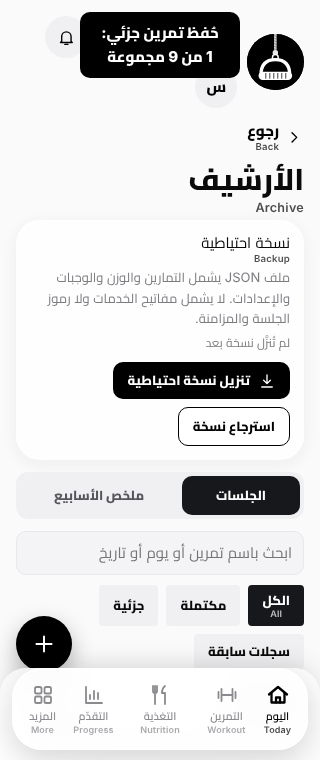 حُفظ تمرين جزئي:
1 من 9 مجموعة
س
رجوع
Back
الأرشيف
Archive
نسخة احتياطية
Backup
ملف JSON يشمل التمارين والوزن والوجبات
والإعدادات. لا يشمل مفاتيح الخدمات ولا رموز
الجلسة والمزامنة.
لم تُنزَّل نسخة بعد
تنزيل نسخة احتياطية
استرجاع نسخة
الجلسات
ملخص الأسابيع
ابحث باسم تمرين أو يوم أو تاريخ
الكل
All
مكتملة
جزئية
سجلات سابقة
اليوم
Today
التمرين
Workout
التغذية
Nutrition
التقدّم
Progress
المزيد
More